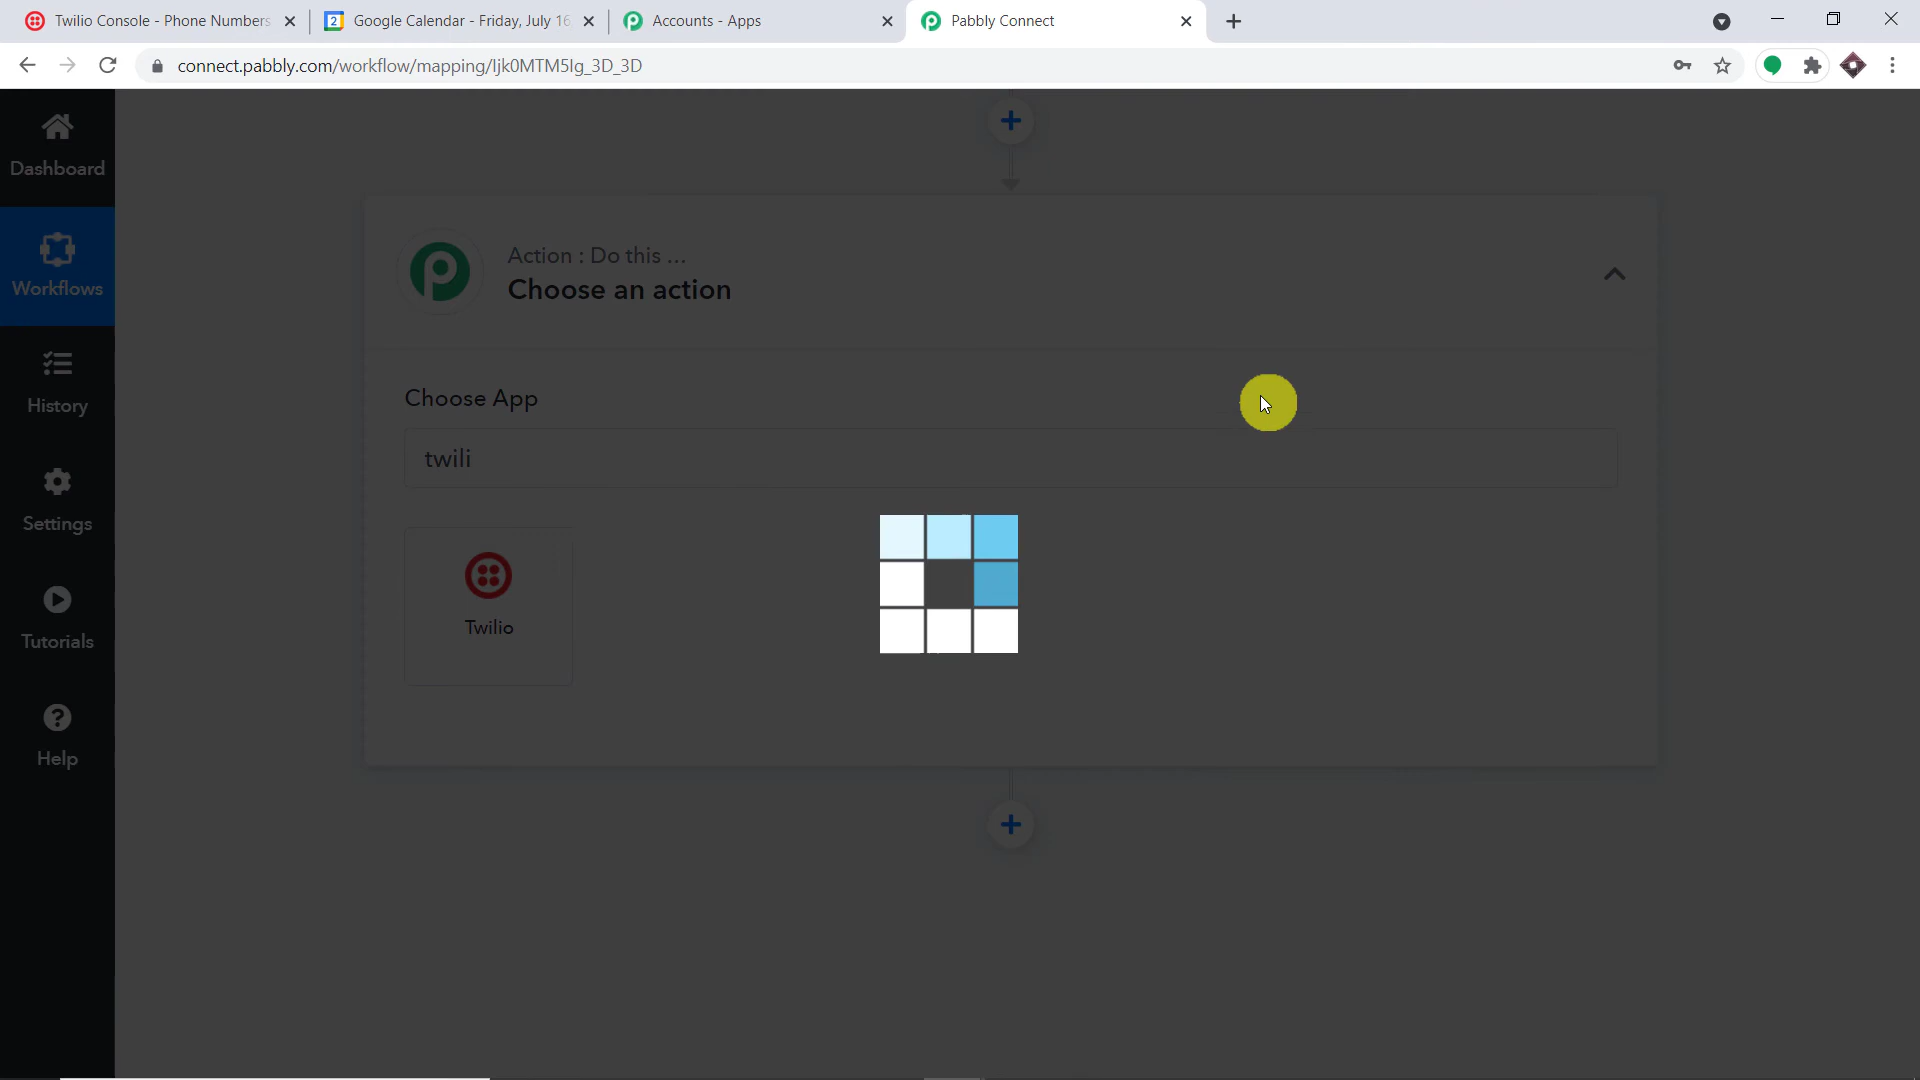 Twilio Console - Phone Numbers
Google Calendar - Friday, July 16
Accounts - Apps
Pabbly Connect
connect.pabbly.com/workflow/mapping/Ijk0MTM5Ig_3D_3D
Dashboard
Workflows
History
Settings
Tutorials
Help
Action : Do this ...
Choose an action
Choose App
twili
Twilio